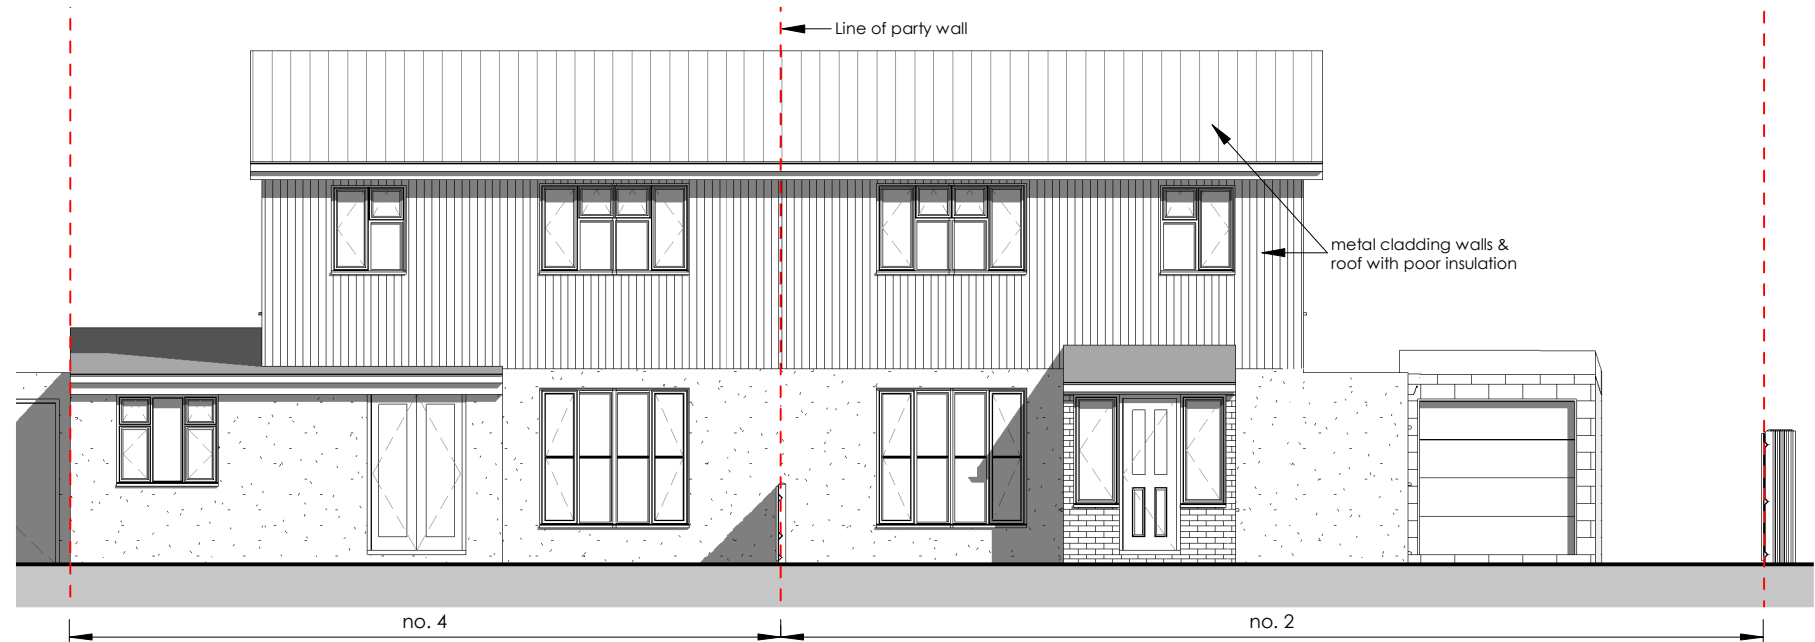 Line of party wall
metal cladding walls &
roof with poor insulation
no. 4
no. 2